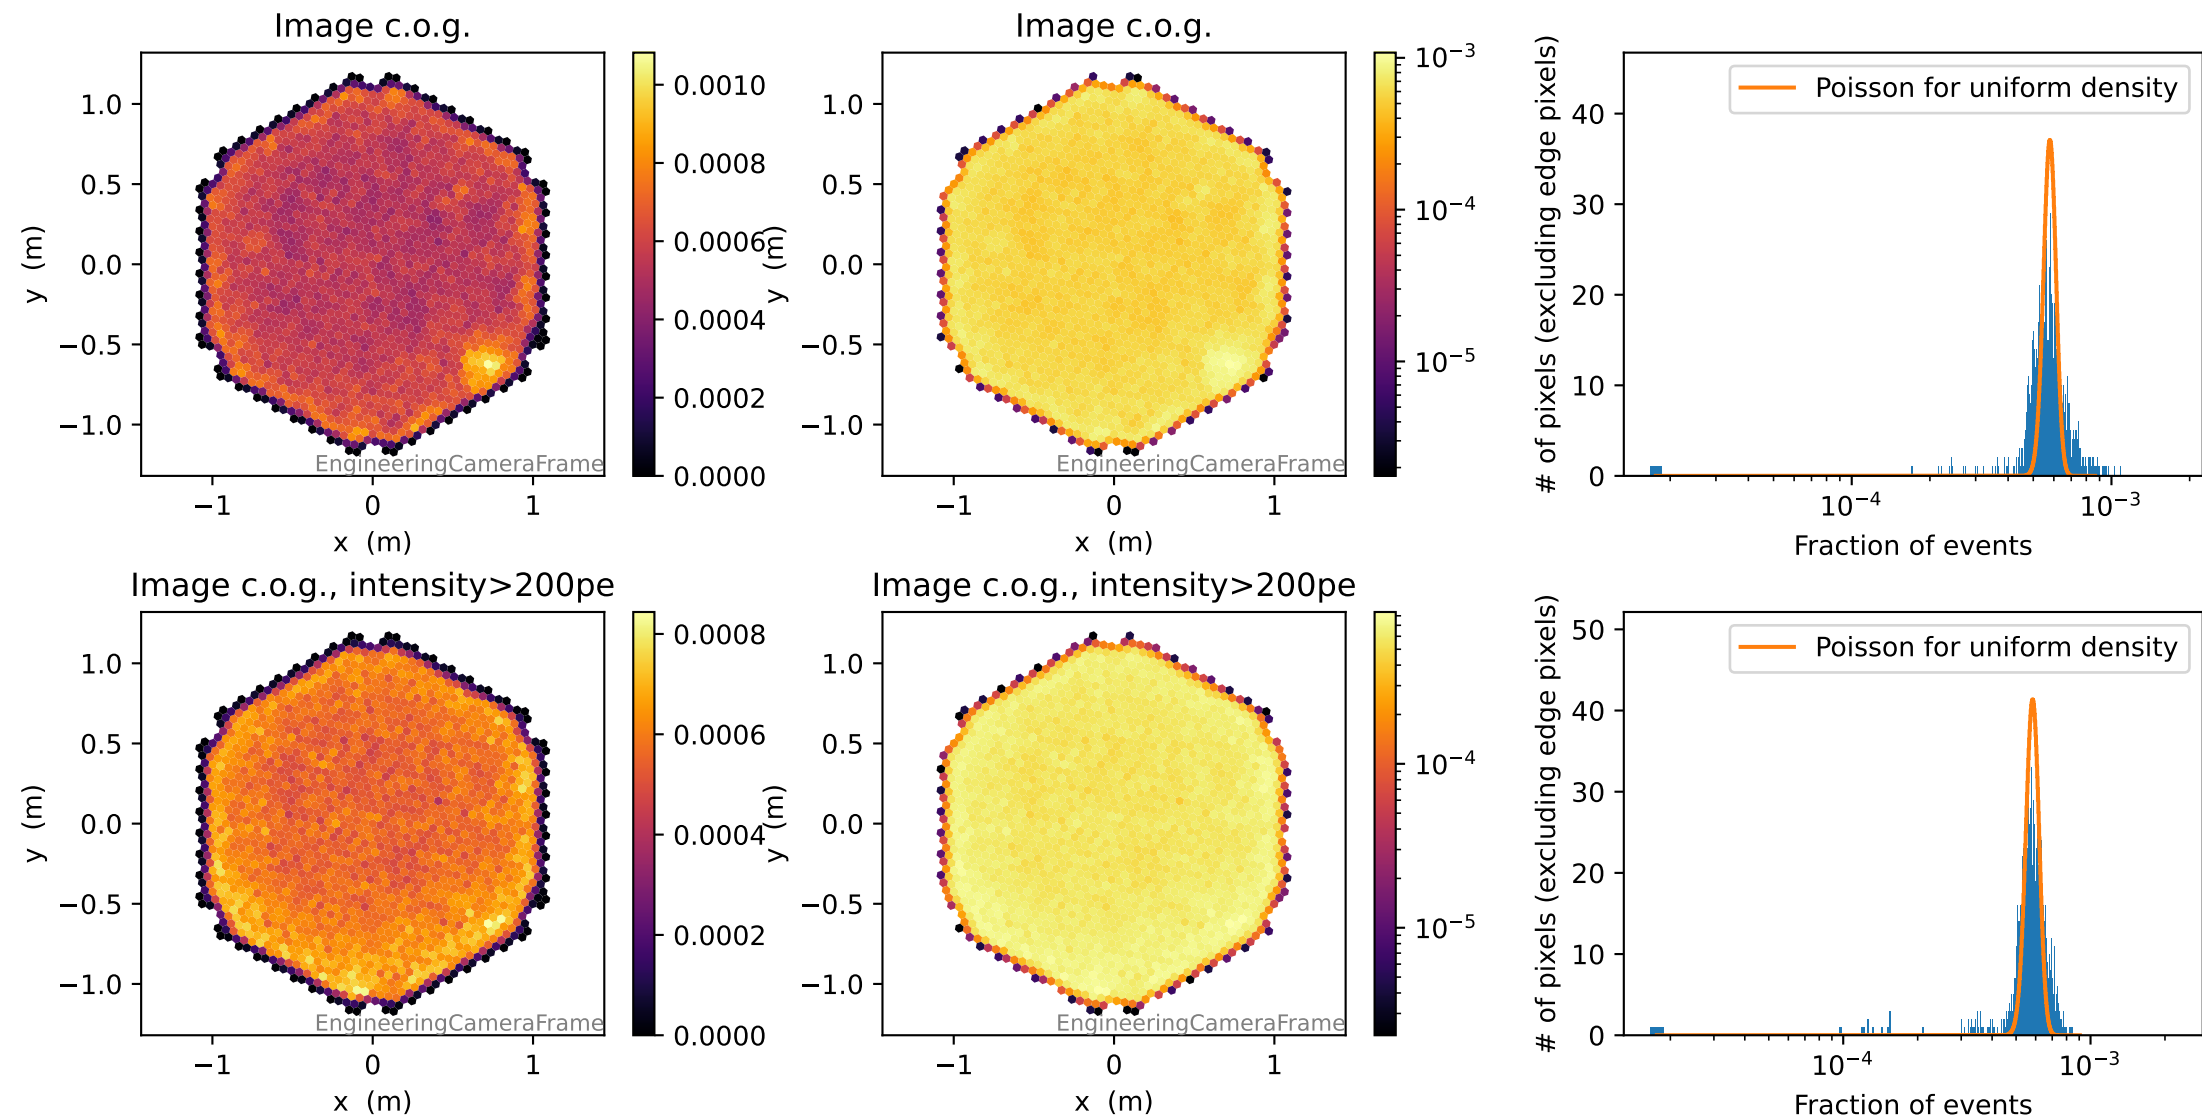 Image c.o.g.
y (m)
1.0
0.5
0.0
−0.5
−1.0
−1
0
1
x (m)
EngineeringCameraFrame
0.0010
0.0008
0.0006
0.0004
0.0002
0.0000
Image c.o.g.
y (m)
1.0
0.5
0.0
−0.5
−1.0
−1
0
1
x (m)
EngineeringCameraFrame
10⁻³
10⁻⁴
10⁻⁵
# of pixels (excluding edge pixels)
40
30
20
10
0
Poisson for uniform density
10⁻⁴
10⁻³
Fraction of events
Image c.o.g., intensity>200pe
y (m)
1.0
0.5
0.0
−0.5
−1.0
−1
0
1
x (m)
EngineeringCameraFrame
0.0008
0.0006
0.0004
0.0002
0.0000
Image c.o.g., intensity>200pe
y (m)
1.0
0.5
0.0
−0.5
−1.0
−1
0
1
x (m)
EngineeringCameraFrame
10⁻⁴
10⁻⁵
# of pixels (excluding edge pixels)
50
40
30
20
10
0
Poisson for uniform density
10⁻⁴
10⁻³
Fraction of events